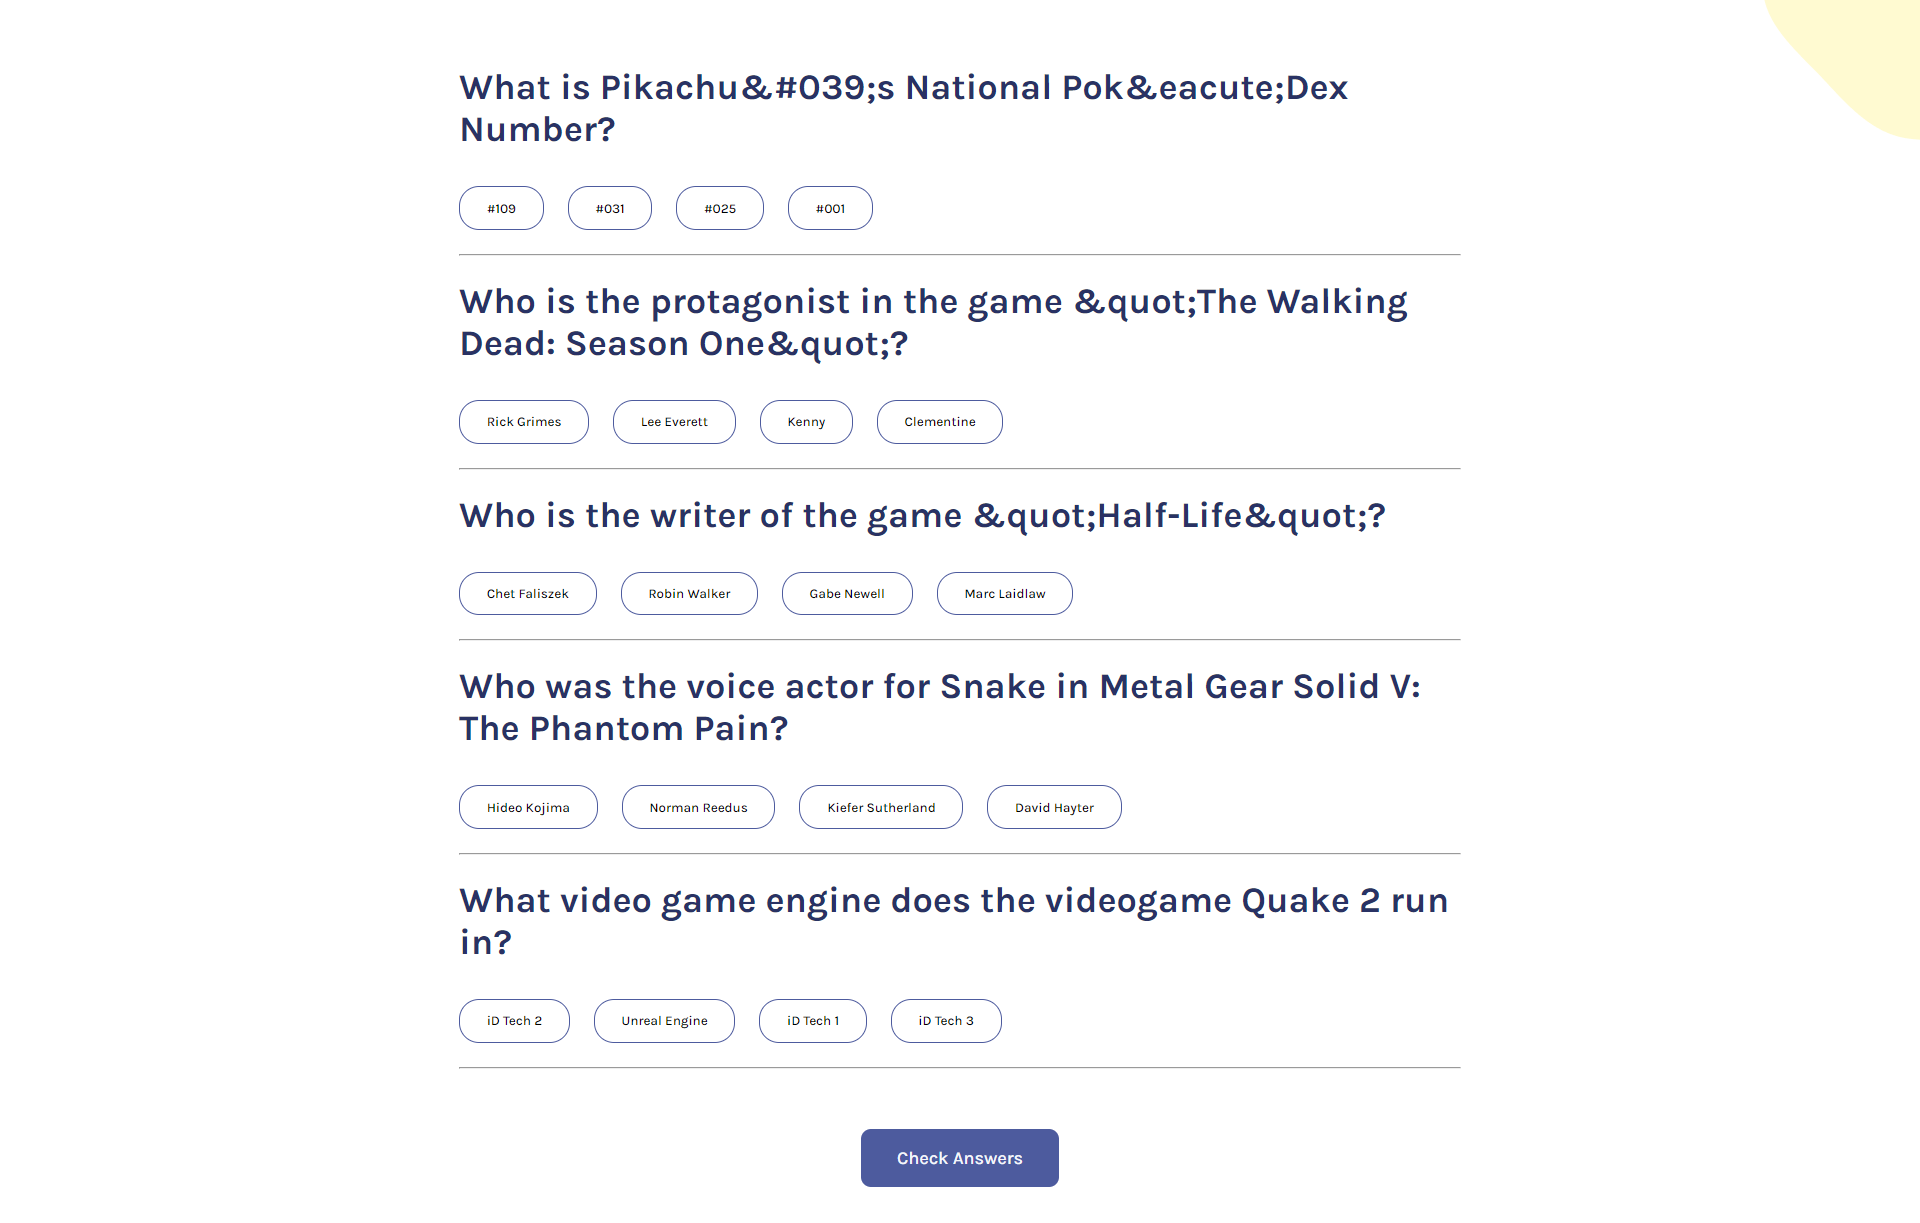 What is Pikachu&#039;s National Pok&eacute;Dex
Number?
#109 #031 #025 #001
Who is the protagonist in the game &quot;The Walking
Dead: Season One&quot;?
Rick Grimes Lee Everett Kenny Clementine
Who is the writer of the game &quot;Half-Life&quot;?
Chet Faliszek Robin Walker Gabe Newell Marc Laidlaw
Who was the voice actor for Snake in Metal Gear Solid V:
The Phantom Pain?
Hideo Kojima Norman Reedus Kiefer Sutherland David Hayter
What video game engine does the videogame Quake 2 run
in?
iD Tech 2 Unreal Engine iD Tech 1 iD Tech 3
Check Answers